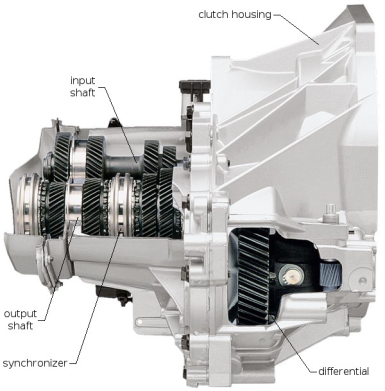 clutch housing
input
shaft
output
shaft
synchronizer
differential